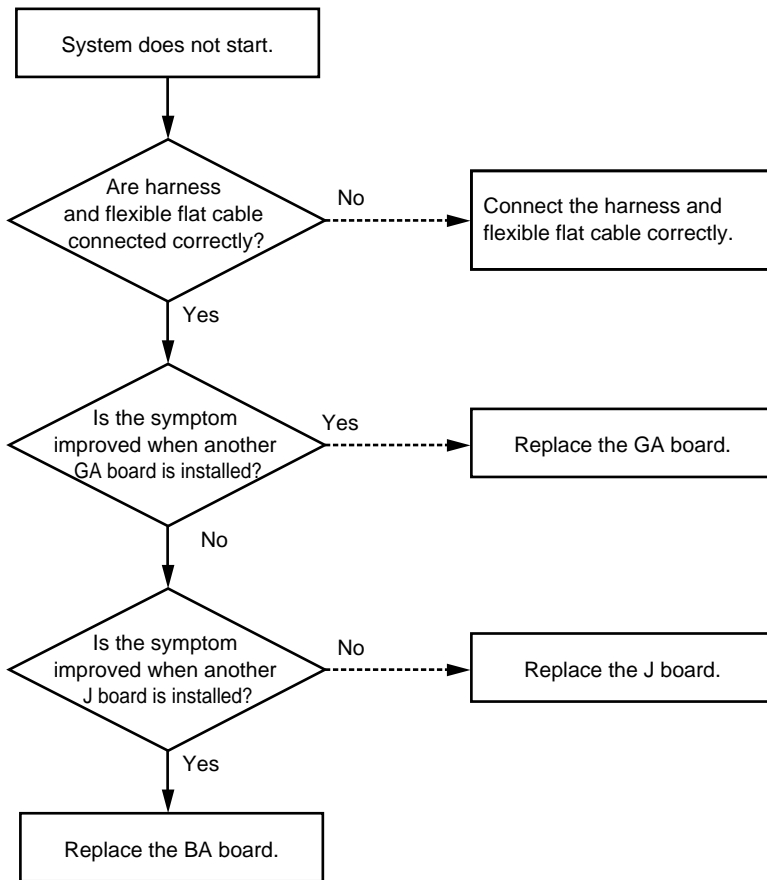 System does not start.
Are harness
and flexible flat cable
connected correctly?
No
Connect the harness and
flexible flat cable correctly.
Yes
Is the symptom
improved when another
GA board is installed?
Yes
Replace the GA board.
No
Is the symptom
improved when another
J board is installed?
No
Replace the J board.
Yes
Replace the BA board.